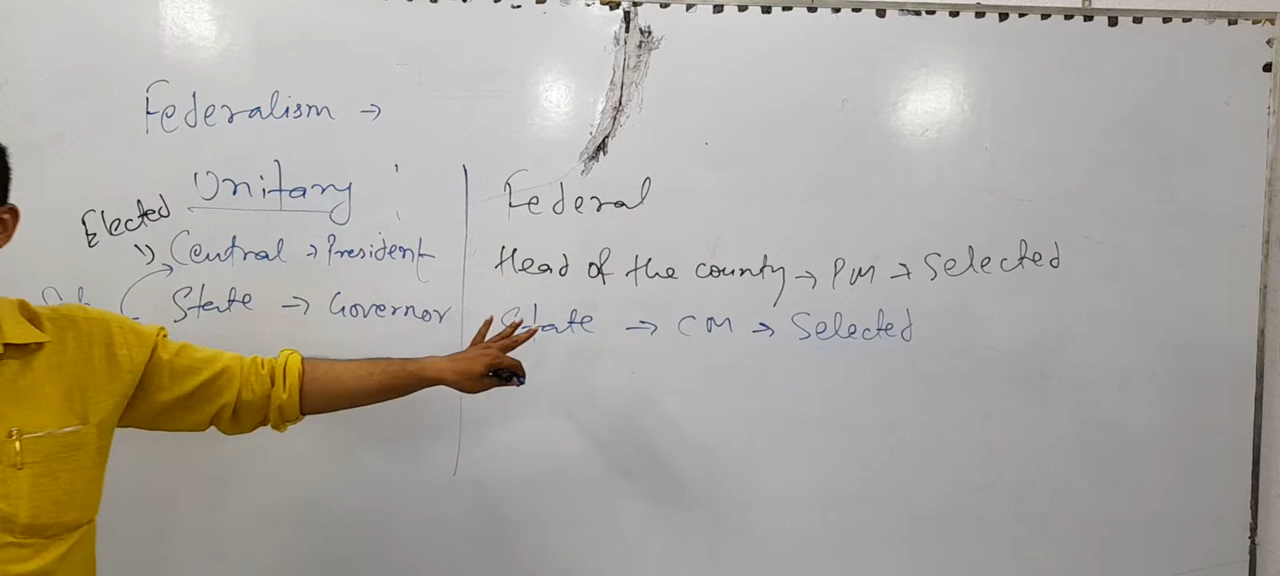 Federalism →
Unitary
Elected
Central → President
State → Governor
Federal
Head of the county → PM → Selected
State → CM → Selected